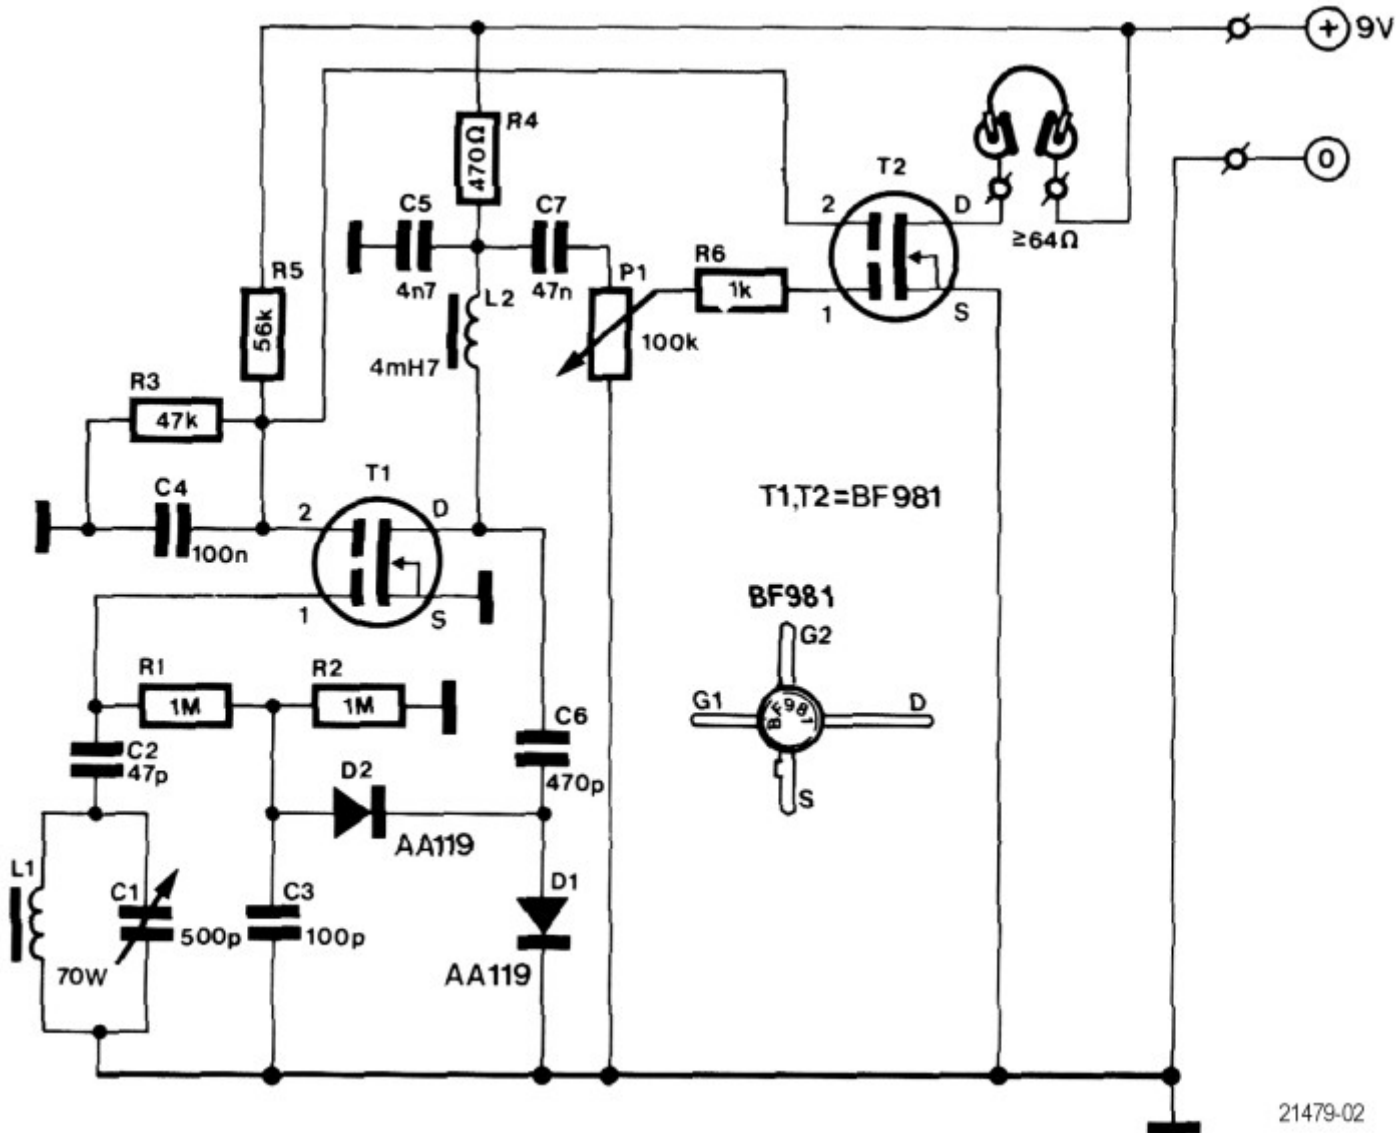 + 9V
R4
470Ω
0
T2
C5
C7
2
D
≥64Ω
R5
R6
P1
1k
4n7
L2
47n
1
S
56k
100k
4mH7
R3
47k
T1
C4
2
D
T1,T2=BF981
100n
1
S
BF981
G2
R1
R2
1M
1M
G1
BF981
D
C6
C2
47p
D2
470p
S
AA119
L1
C1
C3
D1
500p
100p
70W
AA119
21479-02